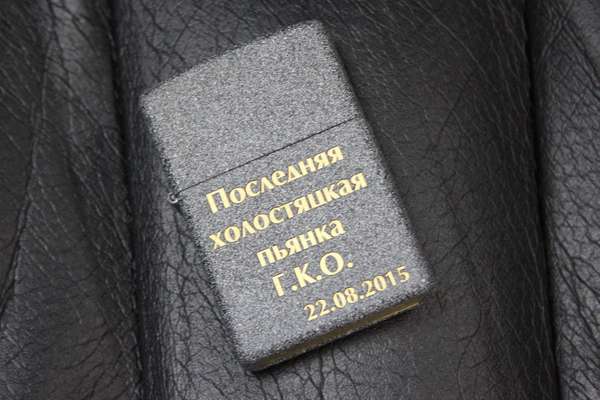 Последняя
холостяцкая
пьянка
Г.К.О.
22.08.2015